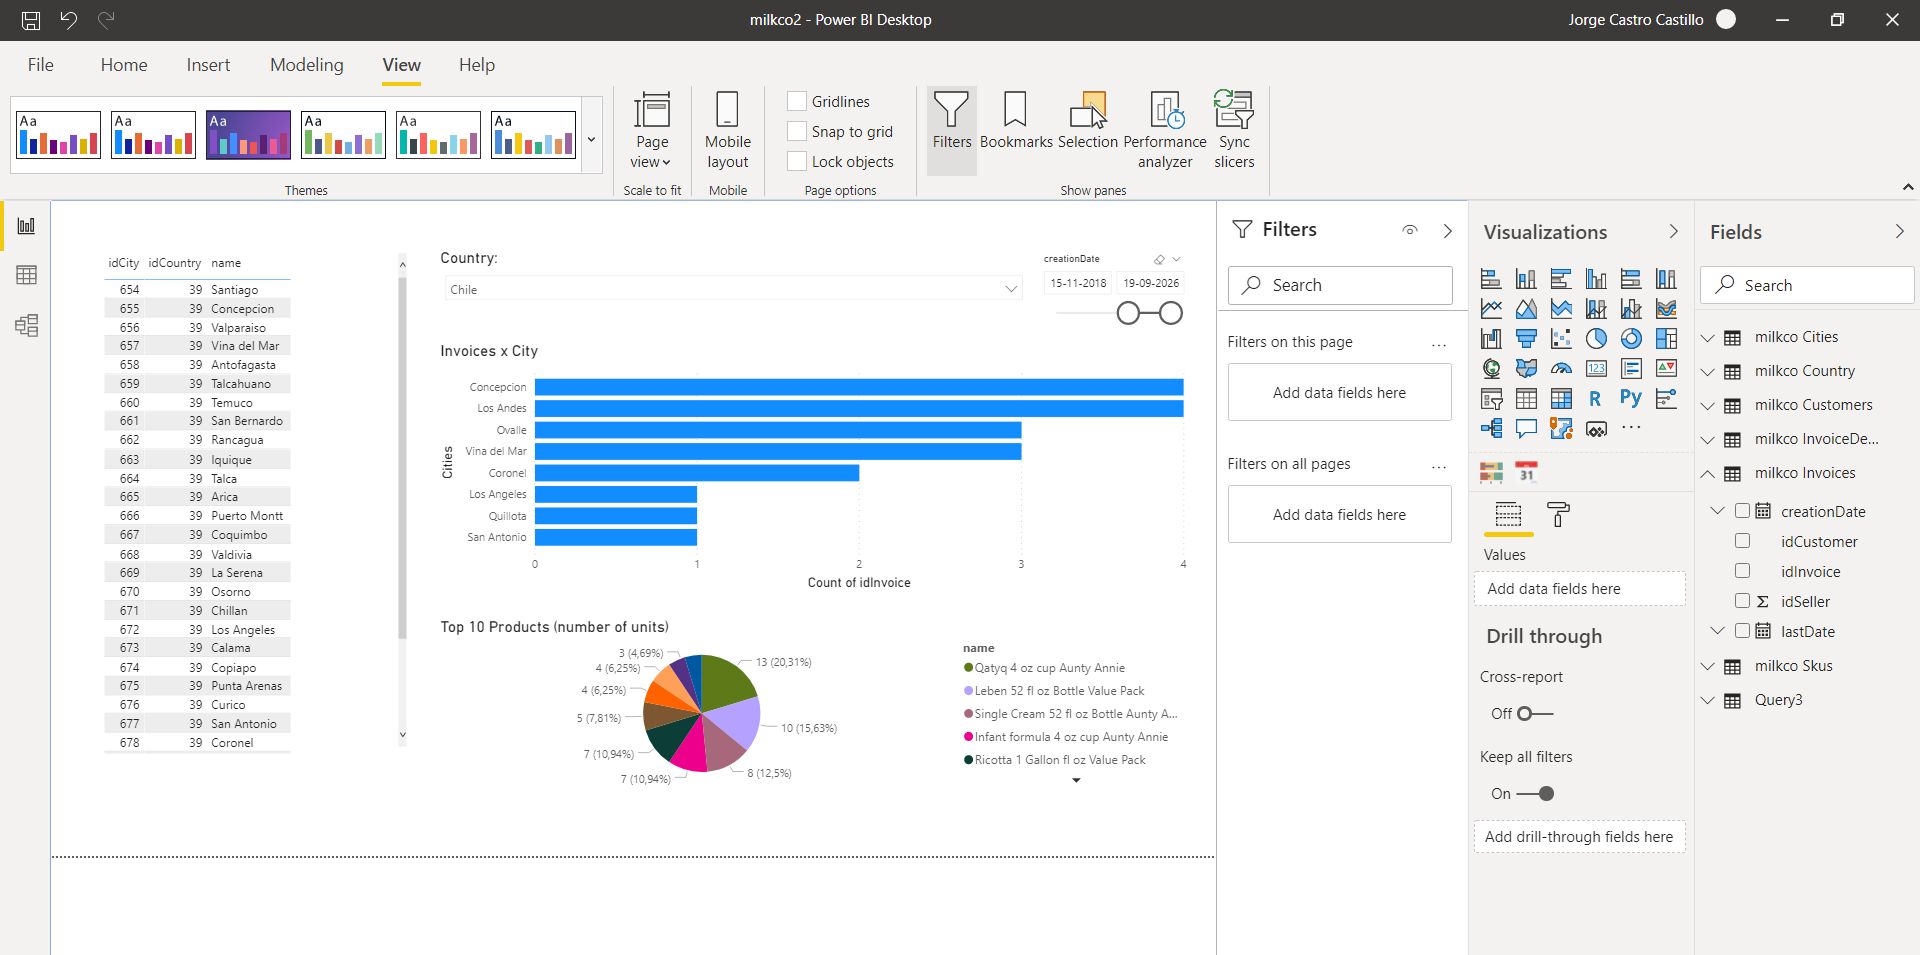 milkco2 - Power BI Desktop
Jorge Castro Castillo
File Home Insert Modeling View Help
Aa Aa Aa Aa Aa Aa
Themes
Page view
Scale to fit
Mobile layout
Mobile
Gridlines
Snap to grid
Lock objects
Page options
Filters
Bookmarks
Selection
Performance analyzer
Sync slicers
Show panes
idCity idCountry name
654 39 Santiago
655 39 Concepcion
656 39 Valparaiso
657 39 Vina del Mar
658 39 Antofagasta
659 39 Talcahuano
660 39 Temuco
661 39 San Bernardo
662 39 Rancagua
663 39 Iquique
664 39 Talca
665 39 Arica
666 39 Puerto Montt
667 39 Coquimbo
668 39 Valdivia
669 39 La Serena
670 39 Osorno
671 39 Chillan
672 39 Los Angeles
673 39 Calama
674 39 Copiapo
675 39 Punta Arenas
676 39 Curico
677 39 San Antonio
678 39 Coronel
Country:
Chile
creationDate
15-11-2018 19-09-2026
Invoices x City
Cities
Concepcion
Los Andes
Ovalle
Vina del Mar
Coronel
Los Angeles
Quillota
San Antonio
0 1 2 3 4
Count of idInvoice
Top 10 Products (number of units)
13 (20,31%)
10 (15,63%)
8 (12,5%)
7 (10,94%)
7 (10,94%)
5 (7,81%)
4 (6,25%)
4 (6,25%)
3 (4,69%)
name
Qatyq 4 oz cup Aunty Annie
Leben 52 fl oz Bottle Value Pack
Single Cream 52 fl oz Bottle Aunty A...
Infant formula 4 oz cup Aunty Annie
Ricotta 1 Gallon fl oz Value Pack
Filters
Search
Filters on this page ...
Add data fields here
Filters on all pages ...
Add data fields here
Visualizations
123
R Py
...
31
Values
Add data fields here
Drill through
Cross-report
Off
Keep all filters
On
Add drill-through fields here
Fields
Search
milkco Cities
milkco Country
milkco Customers
milkco InvoiceDe...
milkco Invoices
creationDate
idCustomer
idInvoice
Σ idSeller
lastDate
milkco Skus
Query3